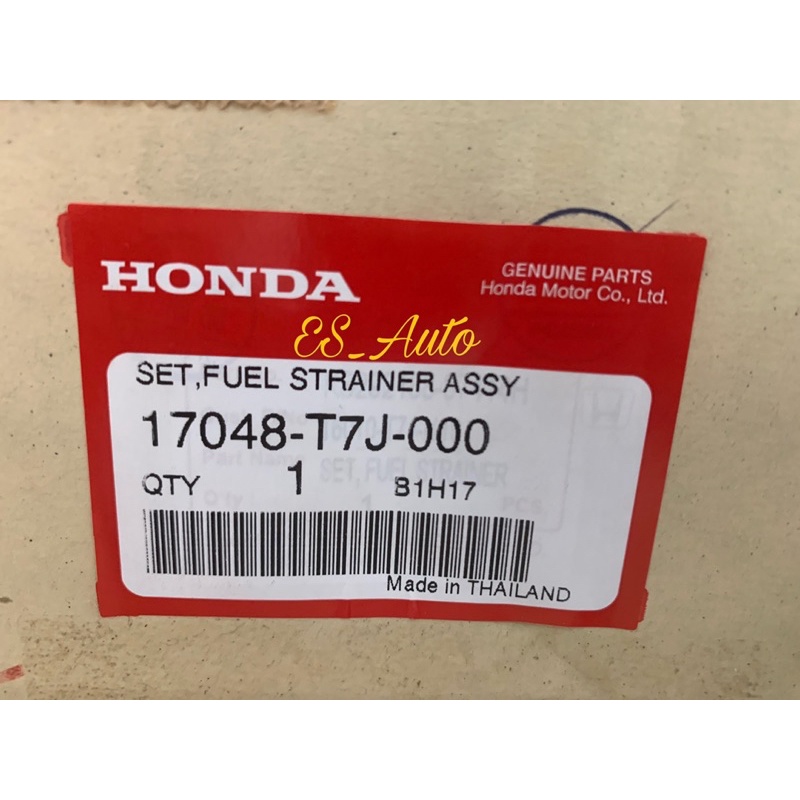 HONDA
GENUINE PARTS
Honda Motor Co., Ltd.
ES_Auto
SET,FUEL STRAINER ASSY
17048-T7J-000
QTY 1 B1H17
Made in THAILAND